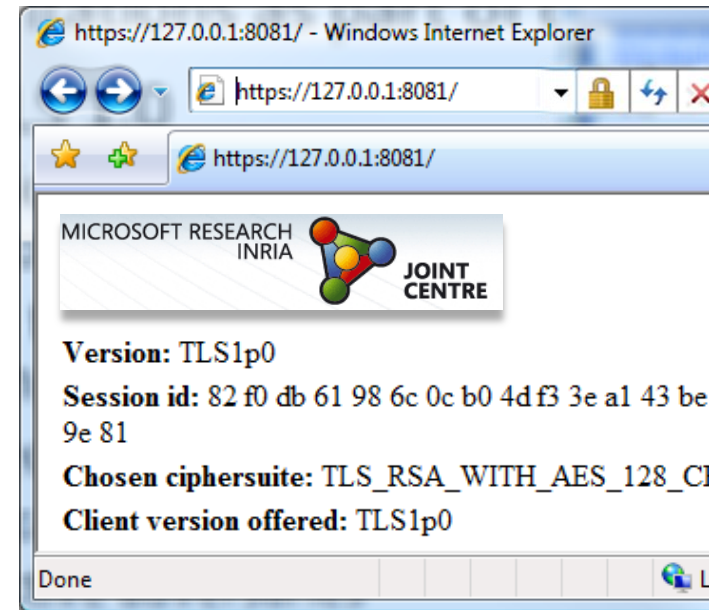 https://127.0.0.1:8081/ - Windows Internet Explorer
https://127.0.0.1:8081/
https://127.0.0.1:8081/
MICROSOFT RESEARCH
INRIA
JOINT
CENTRE
Version: TLS1p0
Session id: 82 f0 db 61 98 6c 0c b0 4d f3 3e a1 43 be
9e 81
Chosen ciphersuite: TLS_RSA_WITH_AES_128_C
Client version offered: TLS1p0
Done